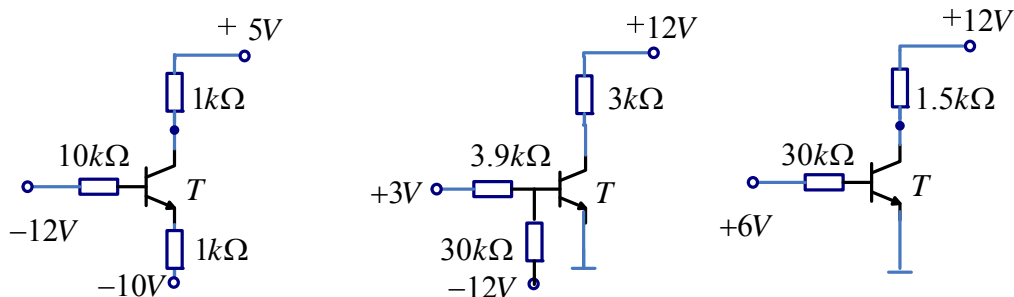 + 5V
1kΩ
10kΩ
T
−12V
1kΩ
−10V
+12V
3kΩ
3.9kΩ
+3V
T
30kΩ
−12V
+12V
1.5kΩ
30kΩ
T
+6V